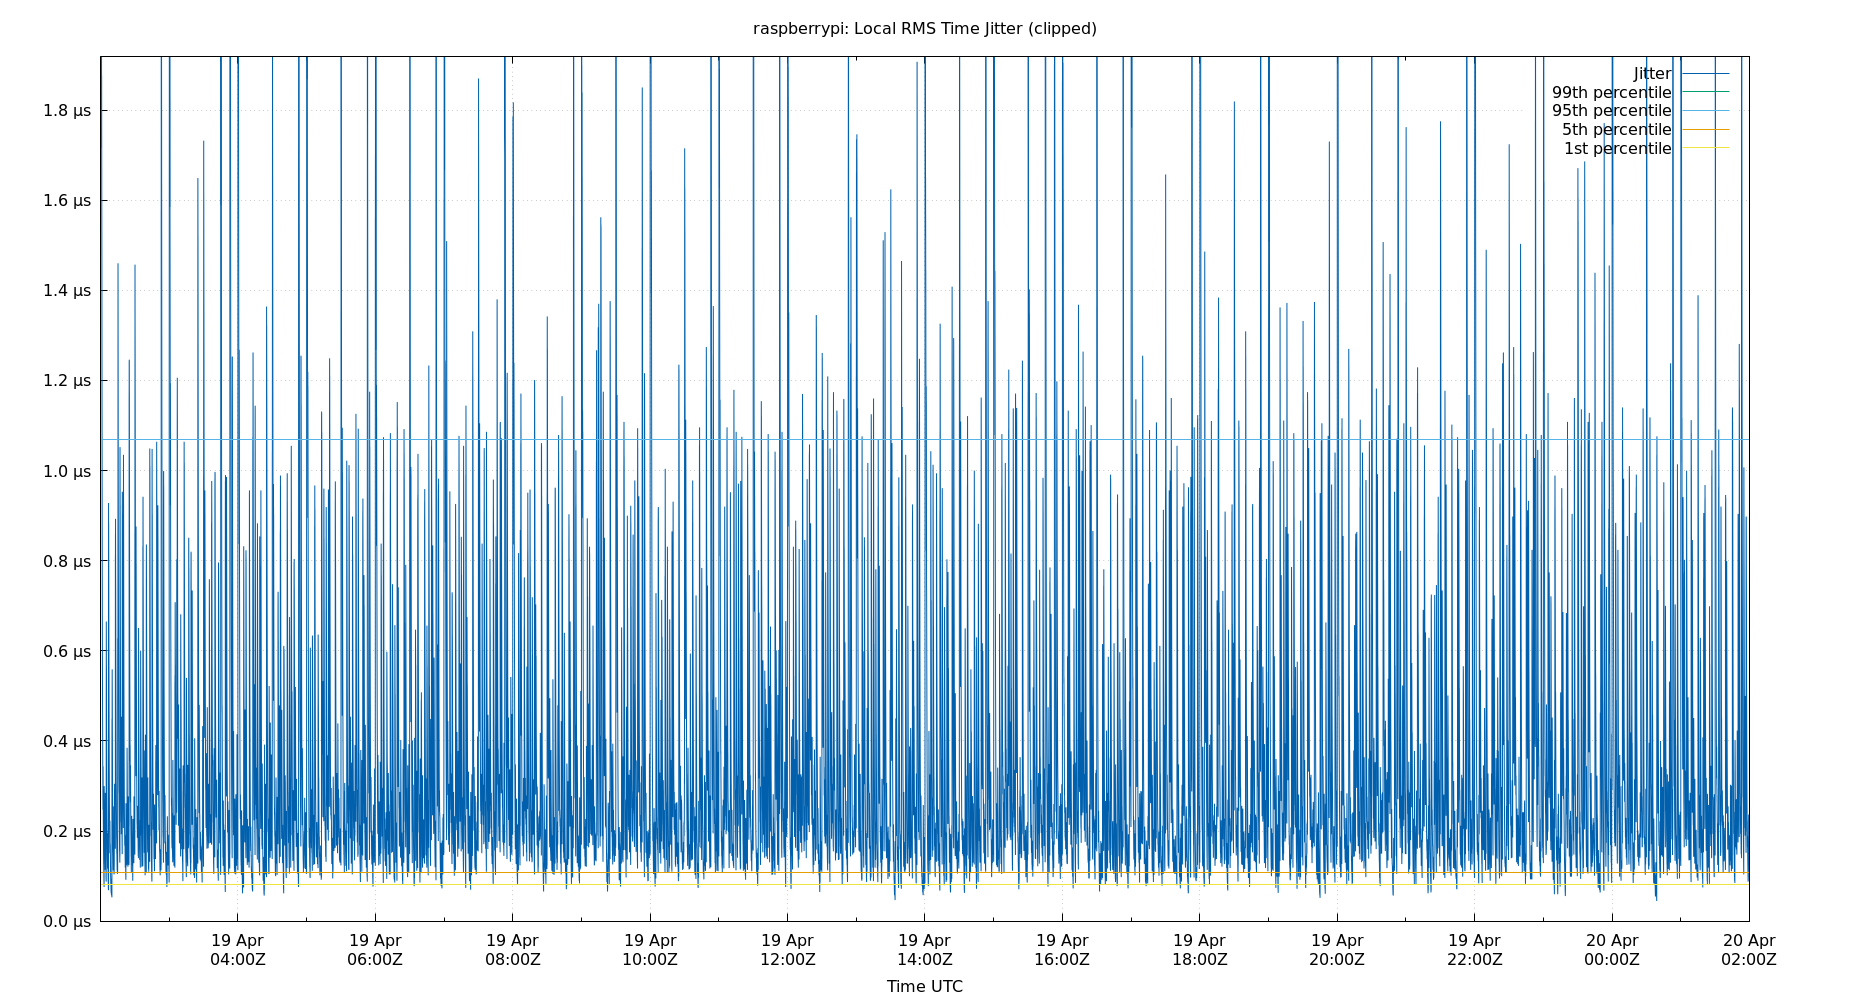 raspberrypi: Local RMS Time Jitter (clipped)
Jitter
99th percentile
95th percentile
5th percentile
1st percentile
1.8 µs
1.6 µs
1.4 µs
1.2 µs
1.0 µs
0.8 µs
0.6 µs
0.4 µs
0.2 µs
0.0 µs
19 Apr 19 Apr 19 Apr 19 Apr 19 Apr 19 Apr 19 Apr 19 Apr 19 Apr 19 Apr 20 Apr 20 Apr
04:00Z 06:00Z 08:00Z 10:00Z 12:00Z 14:00Z 16:00Z 18:00Z 20:00Z 22:00Z 00:00Z 02:00Z
Time UTC